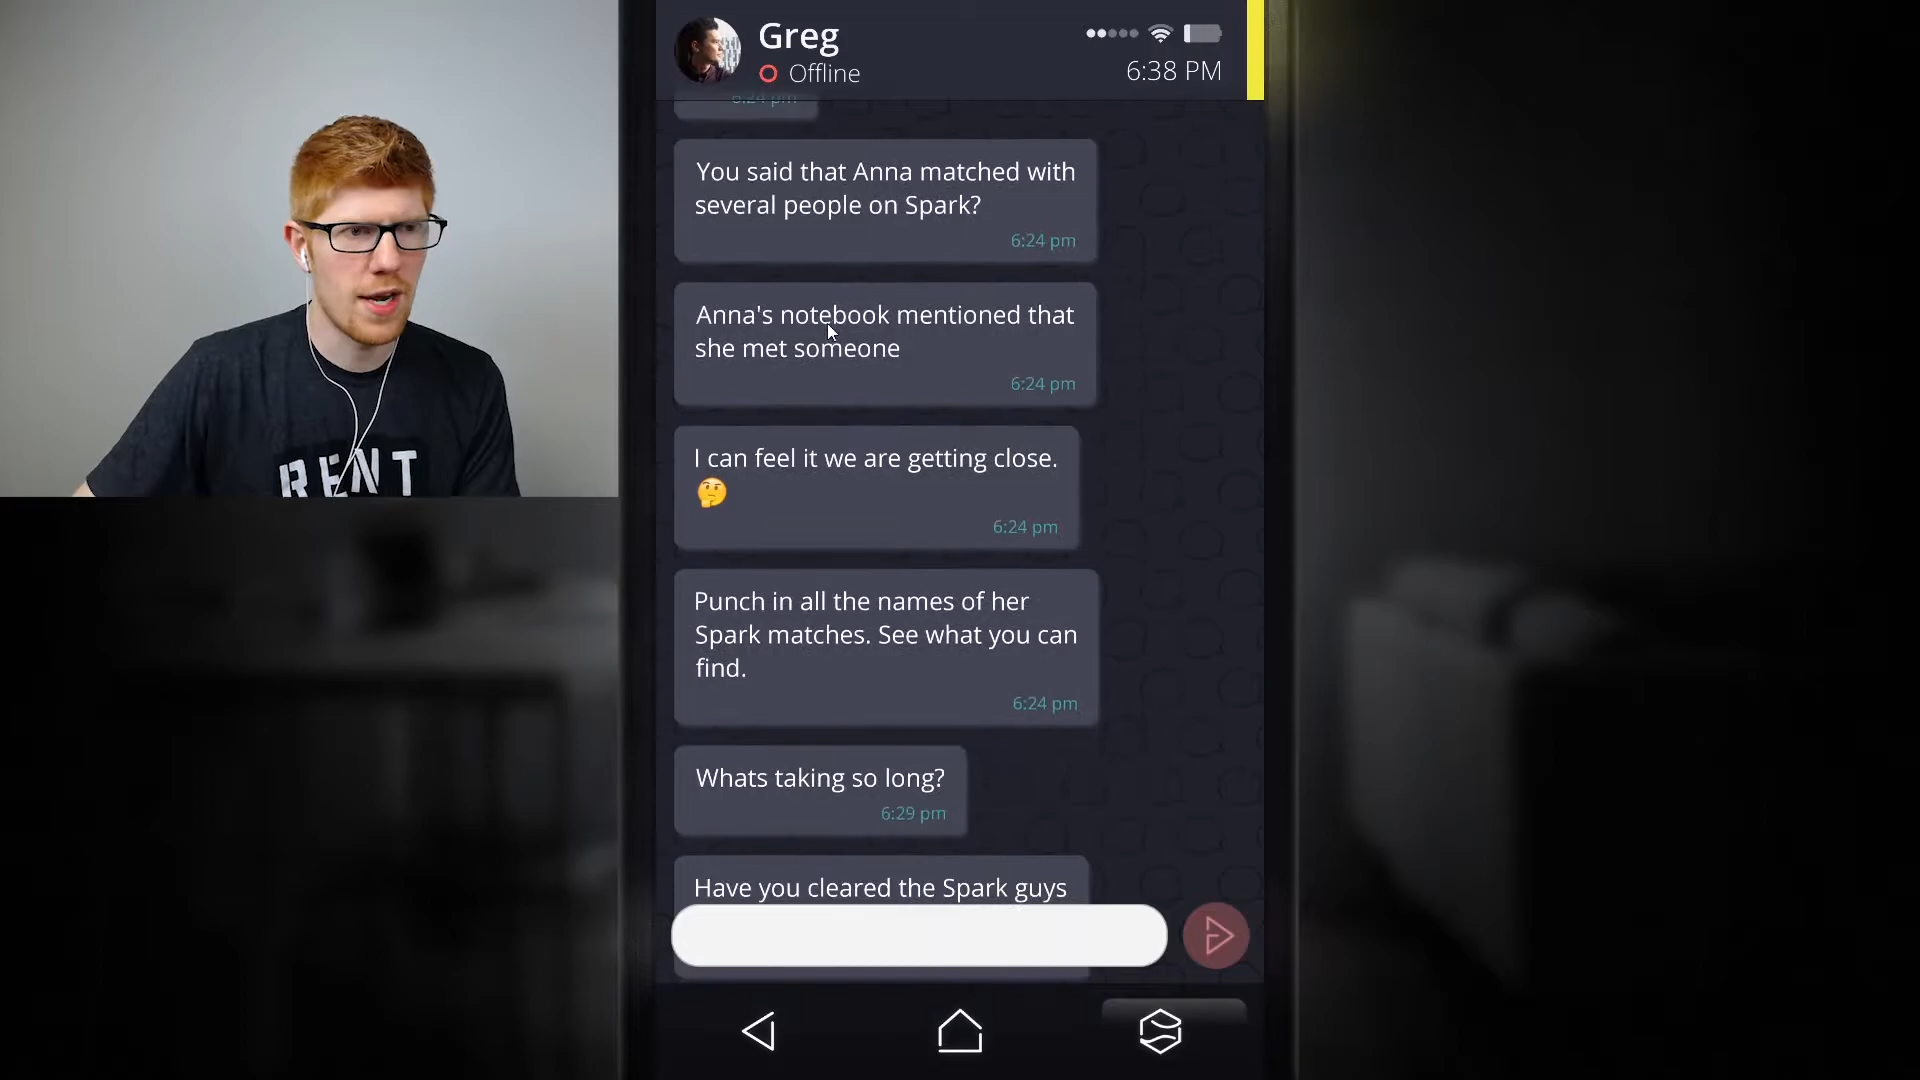 Greg
Offline
6:38 PM
6:24 pm
You said that Anna matched with
several people on Spark?
6:24 pm
Anna's notebook mentioned that
she met someone
6:24 pm
I can feel it we are getting close.
🤔
6:24 pm
Punch in all the names of her
Spark matches. See what you can
find.
6:24 pm
Whats taking so long?
6:29 pm
Have you cleared the Spark guys
RENT